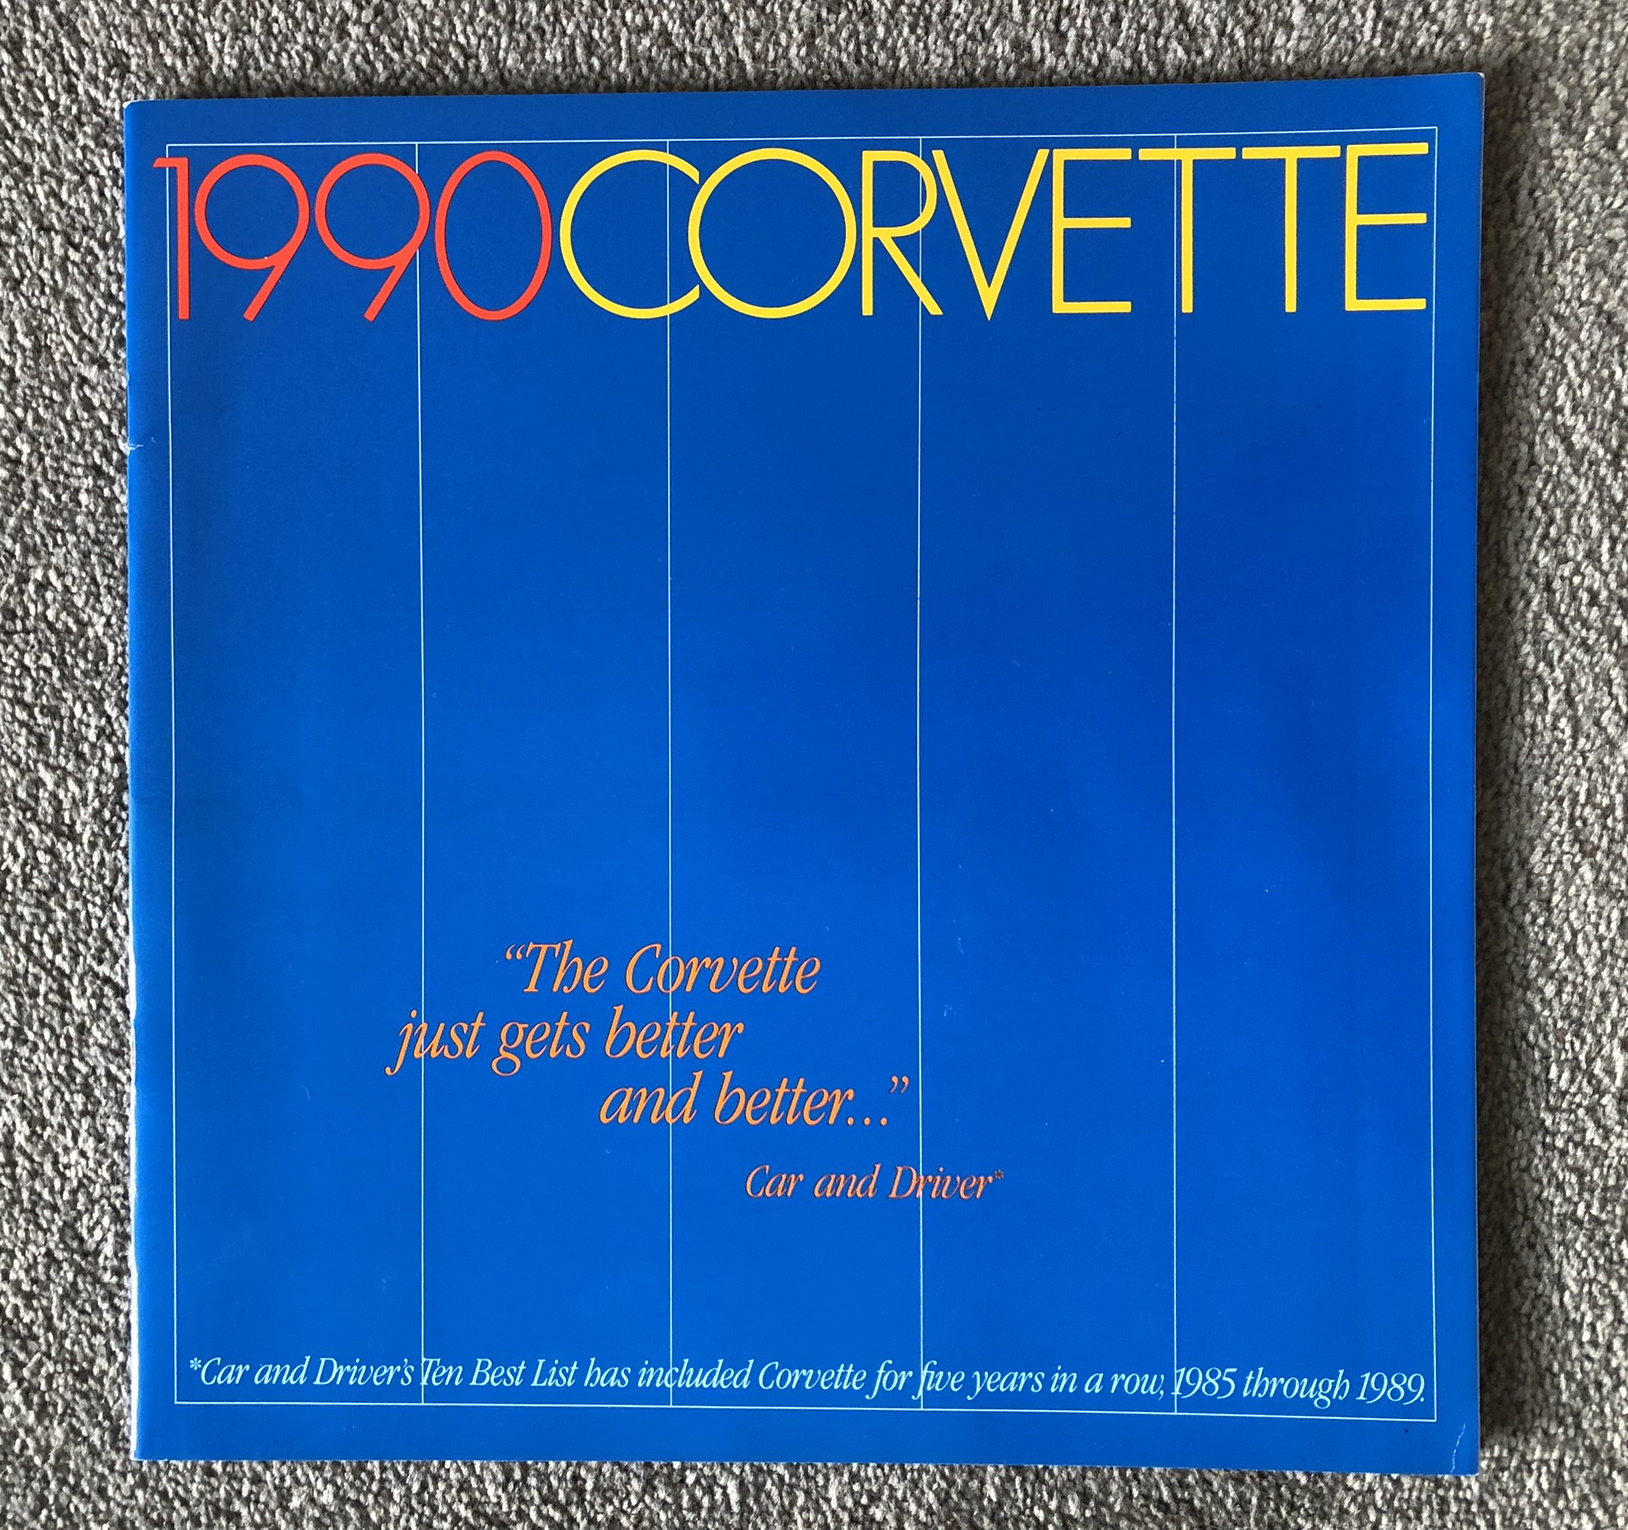 1990CORVETTE
“The Corvette
just gets better
and better...”
Car and Driver*
*Car and Driver's Ten Best List has included Corvette for five years in a row, 1985 through 1989.